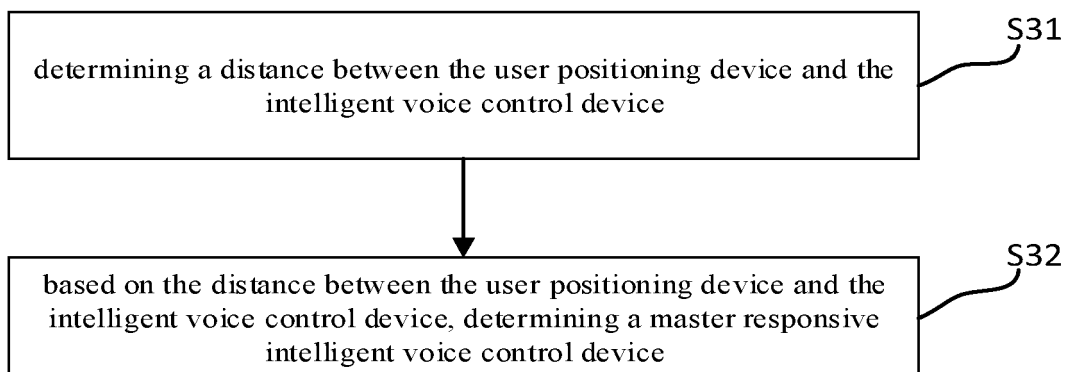 S31
determining a distance between the user positioning device and the
intelligent voice control device
S32
based on the distance between the user positioning device and the
intelligent voice control device, determining a master responsive
intelligent voice control device